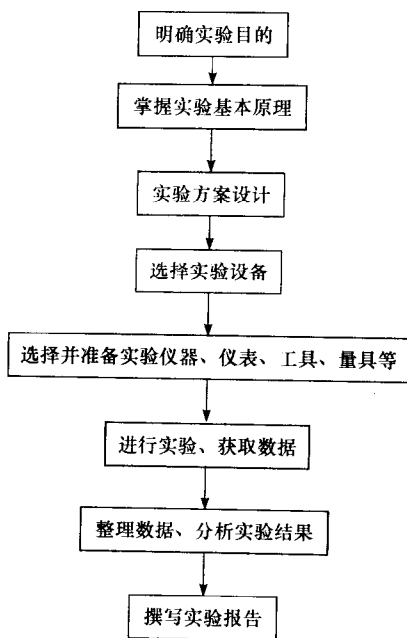 明确实验目的
掌握实验基本原理
实验方案设计
选择实验设备
选择并准备实验仪器、仪表、工具、量具等
进行实验、获取数据
整理数据、分析实验结果
撰写实验报告